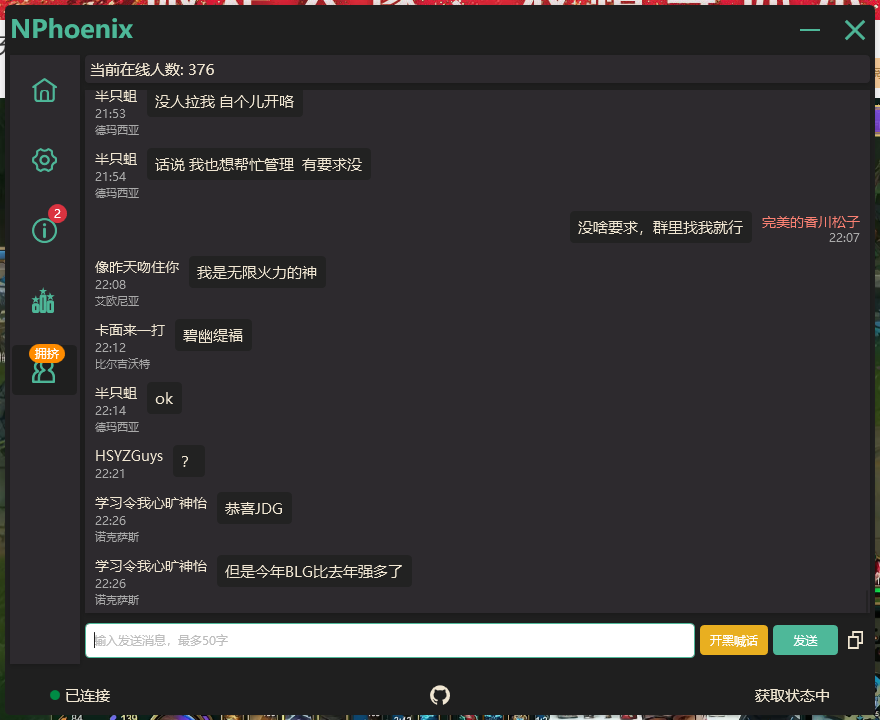 NPhoenix
当前在线人数: 376
半只蛆
没人拉我 自个儿开咯
21:53
德玛西亚
半只蛆
话说 我也想帮忙管理 有要求没
21:54
德玛西亚
2
没啥要求，群里找我就行
完美的香川松子
22:07
像昨天吻住你
我是无限火力的神
22:08
艾欧尼亚
卡面来一打
碧幽缇福
22:12
比尔吉沃特
拥挤
半只蛆
ok
22:14
德玛西亚
HSYZGuys
?
22:21
学习令我心旷神怡
恭喜JDG
22:26
诺克萨斯
学习令我心旷神怡
但是今年BLG比去年强多了
22:26
诺克萨斯
输入发送消息，最多50字
开黑喊话
发送
已连接
获取状态中